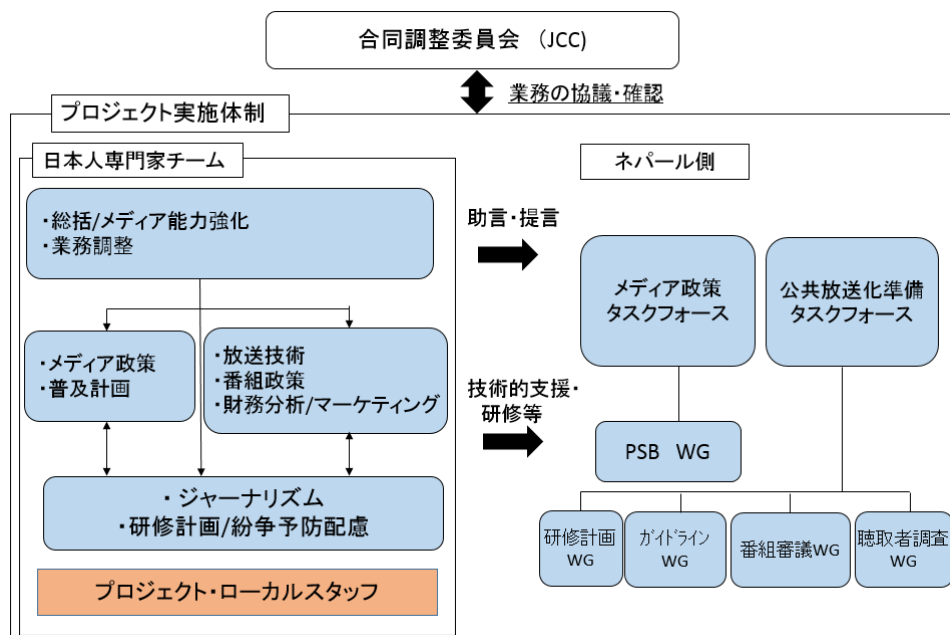 合同調整委員会 (JCC)
業務の協議・確認
プロジェクト実施体制
日本人専門家チーム
・総括/メディア能力強化
・業務調整
・メディア政策
・普及計画
・放送技術
・番組政策
・財務分析/マーケティング
・ジャーナリズム
・研修計画/紛争予防配慮
プロジェクト・ローカルスタッフ
助言・提言
技術的支援・
研修等
ネパール側
メディア政策
タスクフォース
公共放送化準備
タスクフォース
PSB WG
研修計画
WG
ガイドライン
WG
番組審議WG
聴取者調査
WG